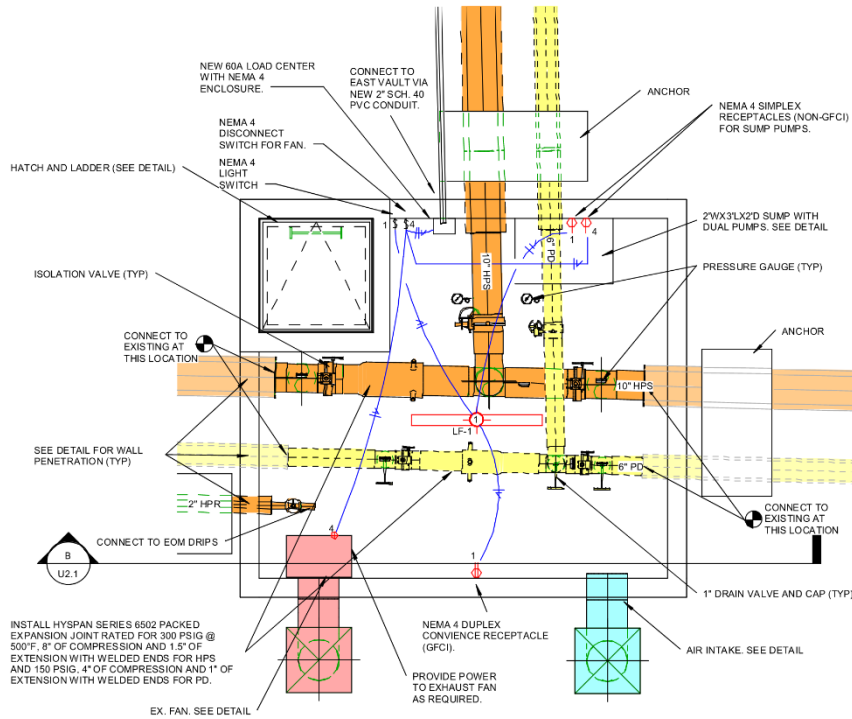 NEW 60A LOAD CENTER
WITH NEMA 4
ENCLOSURE.
CONNECT TO
EAST VAULT VIA
NEW 2" SCH. 40
PVC CONDUIT.
ANCHOR
NEMA 4 SIMPLEX
RECEPTACLES (NON-GFCI)
FOR SUMP PUMPS.
NEMA 4
DISCONNECT
SWITCH FOR FAN.
NEMA 4
LIGHT
SWITCH
HATCH AND LADDER (SEE DETAIL)
1
4
1
4
2'WX3'LX2'D SUMP WITH
DUAL PUMPS. SEE DETAIL
10" HPS
6" PD
ISOLATION VALVE (TYP)
PRESSURE GAUGE (TYP)
CONNECT TO
EXISTING AT
THIS LOCATION
ANCHOR
10" HPS
1
LF-1
SEE DETAIL FOR WALL
PENETRATION (TYP)
6" PD
2" HPR
CONNECT TO
EXISTING AT
THIS LOCATION
CONNECT TO EOM DRIPS
4
1
B
U2.1
1" DRAIN VALVE AND CAP (TYP)
INSTALL HYSPAN SERIES 6502 PACKED
EXPANSION JOINT RATED FOR 300 PSIG @
500°F, 8" OF COMPRESSION AND 1.5" OF
EXTENSION WITH WELDED ENDS FOR HPS
AND 150 PSIG, 4" OF COMPRESSION AND 1" OF
EXTENSION WITH WELDED ENDS FOR PD.
NEMA 4 DUPLEX
CONVIENCE RECEPTACLE
(GFCI).
AIR INTAKE. SEE DETAIL
PROVIDE POWER
TO EXHAUST FAN
AS REQUIRED.
EX. FAN. SEE DETAIL